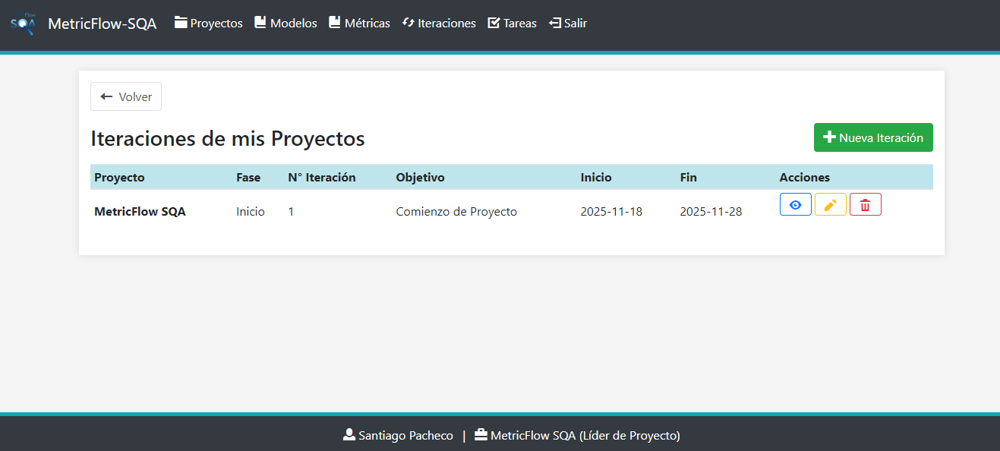 Flow
SQA
MetricFlow-SQA Proyectos Modelos Métricas Iteraciones Tareas Salir
Volver
Iteraciones de mis Proyectos
Nueva Iteración
Proyecto Fase N° Iteración Objetivo Inicio Fin Acciones
MetricFlow SQA Inicio 1 Comienzo de Proyecto 2025-11-18 2025-11-28
Santiago Pacheco | MetricFlow SQA (Líder de Proyecto)